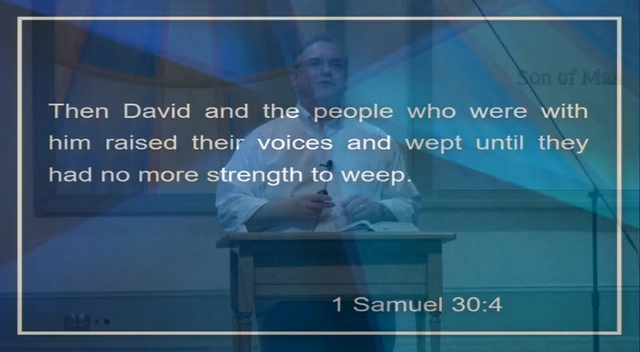 Son of Ma
Then David and the people who were with
him raised their voices and wept until they
had no more strength to weep.
1 Samuel 30:4